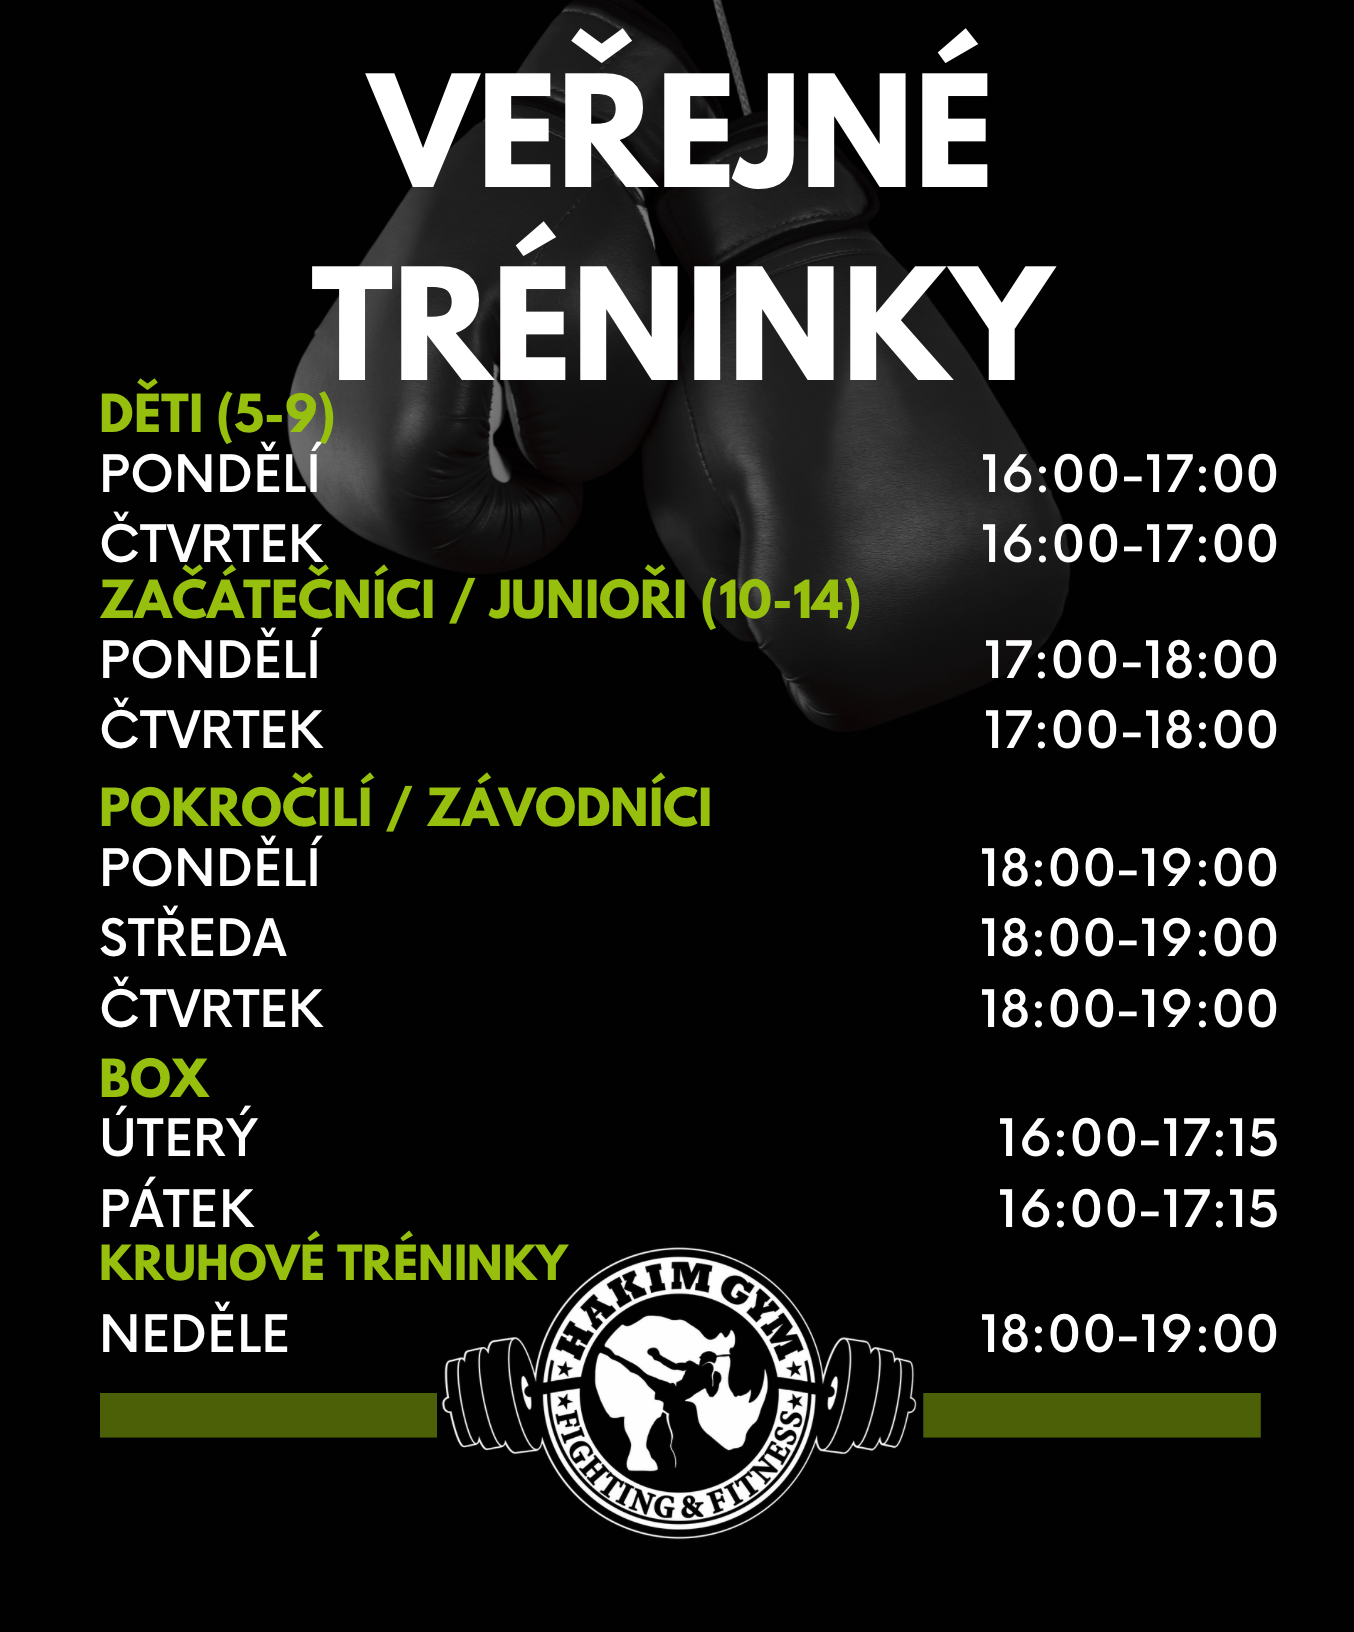 VEŘEJNÉ
TRÉNINKY
DĚTI (5-9)
PONDĚLÍ 16:00-17:00
ČTVRTEK 16:00-17:00
ZAČÁTEČNÍCI / JUNIOŘI (10-14)
PONDĚLÍ 17:00-18:00
ČTVRTEK 17:00-18:00
POKROČILÍ / ZÁVODNÍCI
PONDĚLÍ 18:00-19:00
STŘEDA 18:00-19:00
ČTVRTEK 18:00-19:00
BOX
ÚTERÝ 16:00-17:15
PÁTEK 16:00-17:15
KRUHOVÉ TRÉNINKY
NEDĚLE 18:00-19:00
HAKIM GYM
FIGHTING & FITNESS